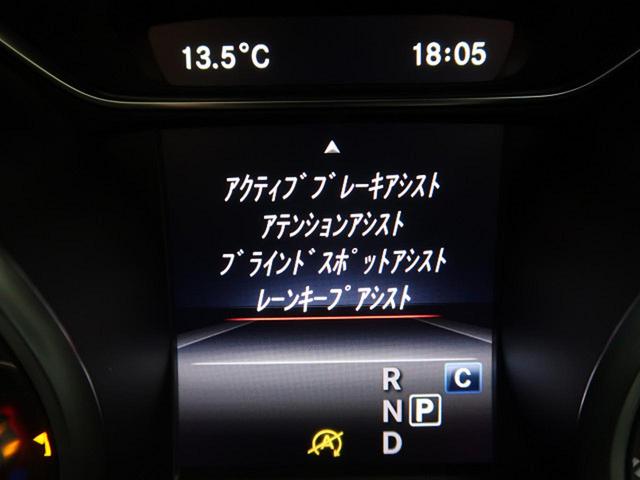 13.5°C 18:05
ｱｸﾃｨﾌﾞﾌﾞﾚｰｷｱｼｽﾄ
ｱﾃﾝｼｮﾝｱｼｽﾄ
ﾌﾞﾗｲﾝﾄﾞｽﾎﾟｯﾄｱｼｽﾄ
ﾚｰﾝｷｰﾌﾟｱｼｽﾄ
R C
N P
A D